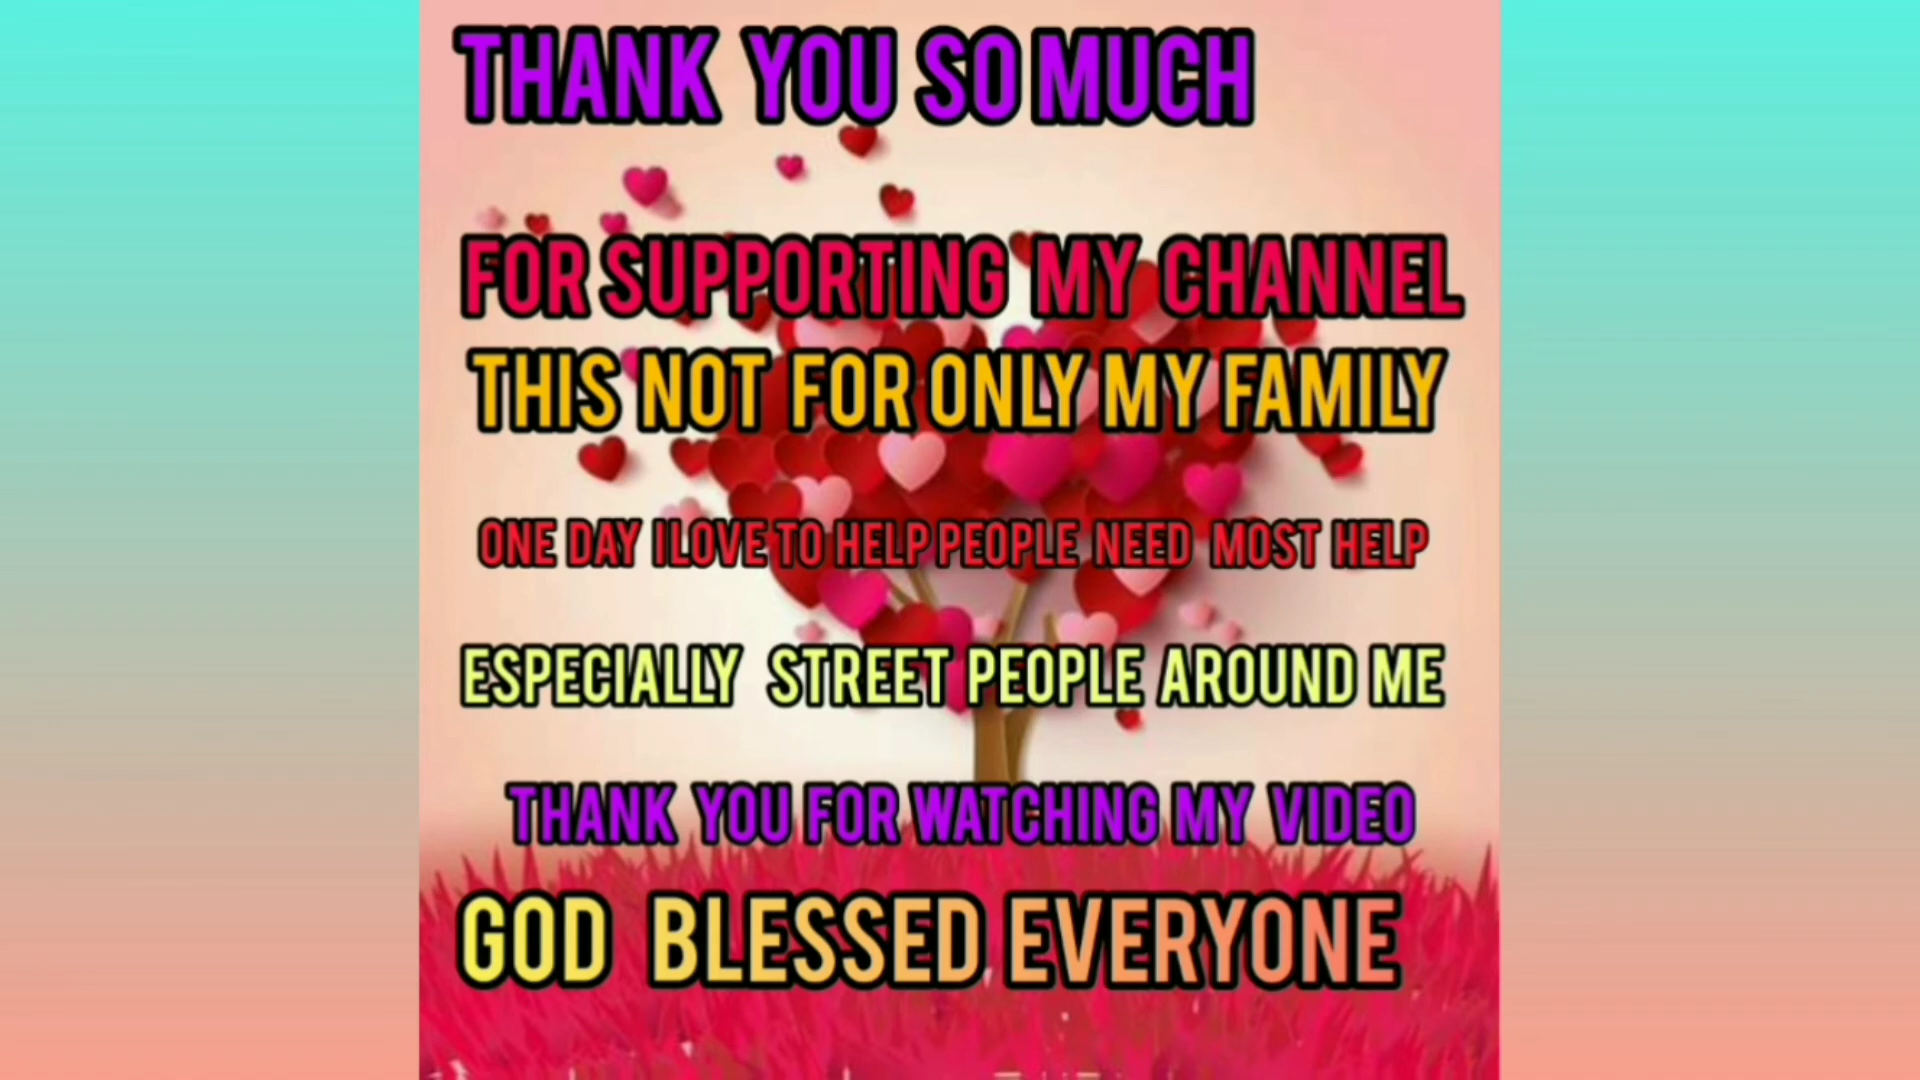 THANK YOU SO MUCH
FOR SUPPORTING MY CHANNEL
THIS NOT FOR ONLY MY FAMILY
ONE DAY I LOVE TO HELP PEOPLE NEED MOST HELP
ESPECIALLY STREET PEOPLE AROUND ME
THANK YOU FOR WATCHING MY VIDEO
GOD BLESSED EVERYONE